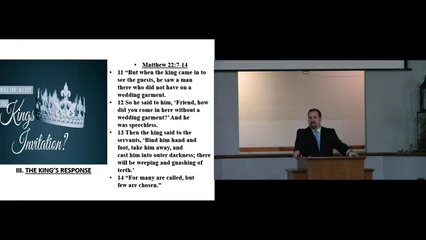 King's
Invitation?
III. THE KING'S RESPONSE
• Matthew 22:7-14
• 11 “But when the king came in to
see the guests, he saw a man
there who did not have on a
wedding garment.
• 12 So he said to him, ‘Friend, how
did you come in here without a
wedding garment?’ And he
was speechless.
• 13 Then the king said to the
servants, ‘Bind him hand and
foot, take him away, and
cast him into outer darkness; there
will be weeping and gnashing of
teeth.’
• 14 “For many are called, but
few are chosen.”